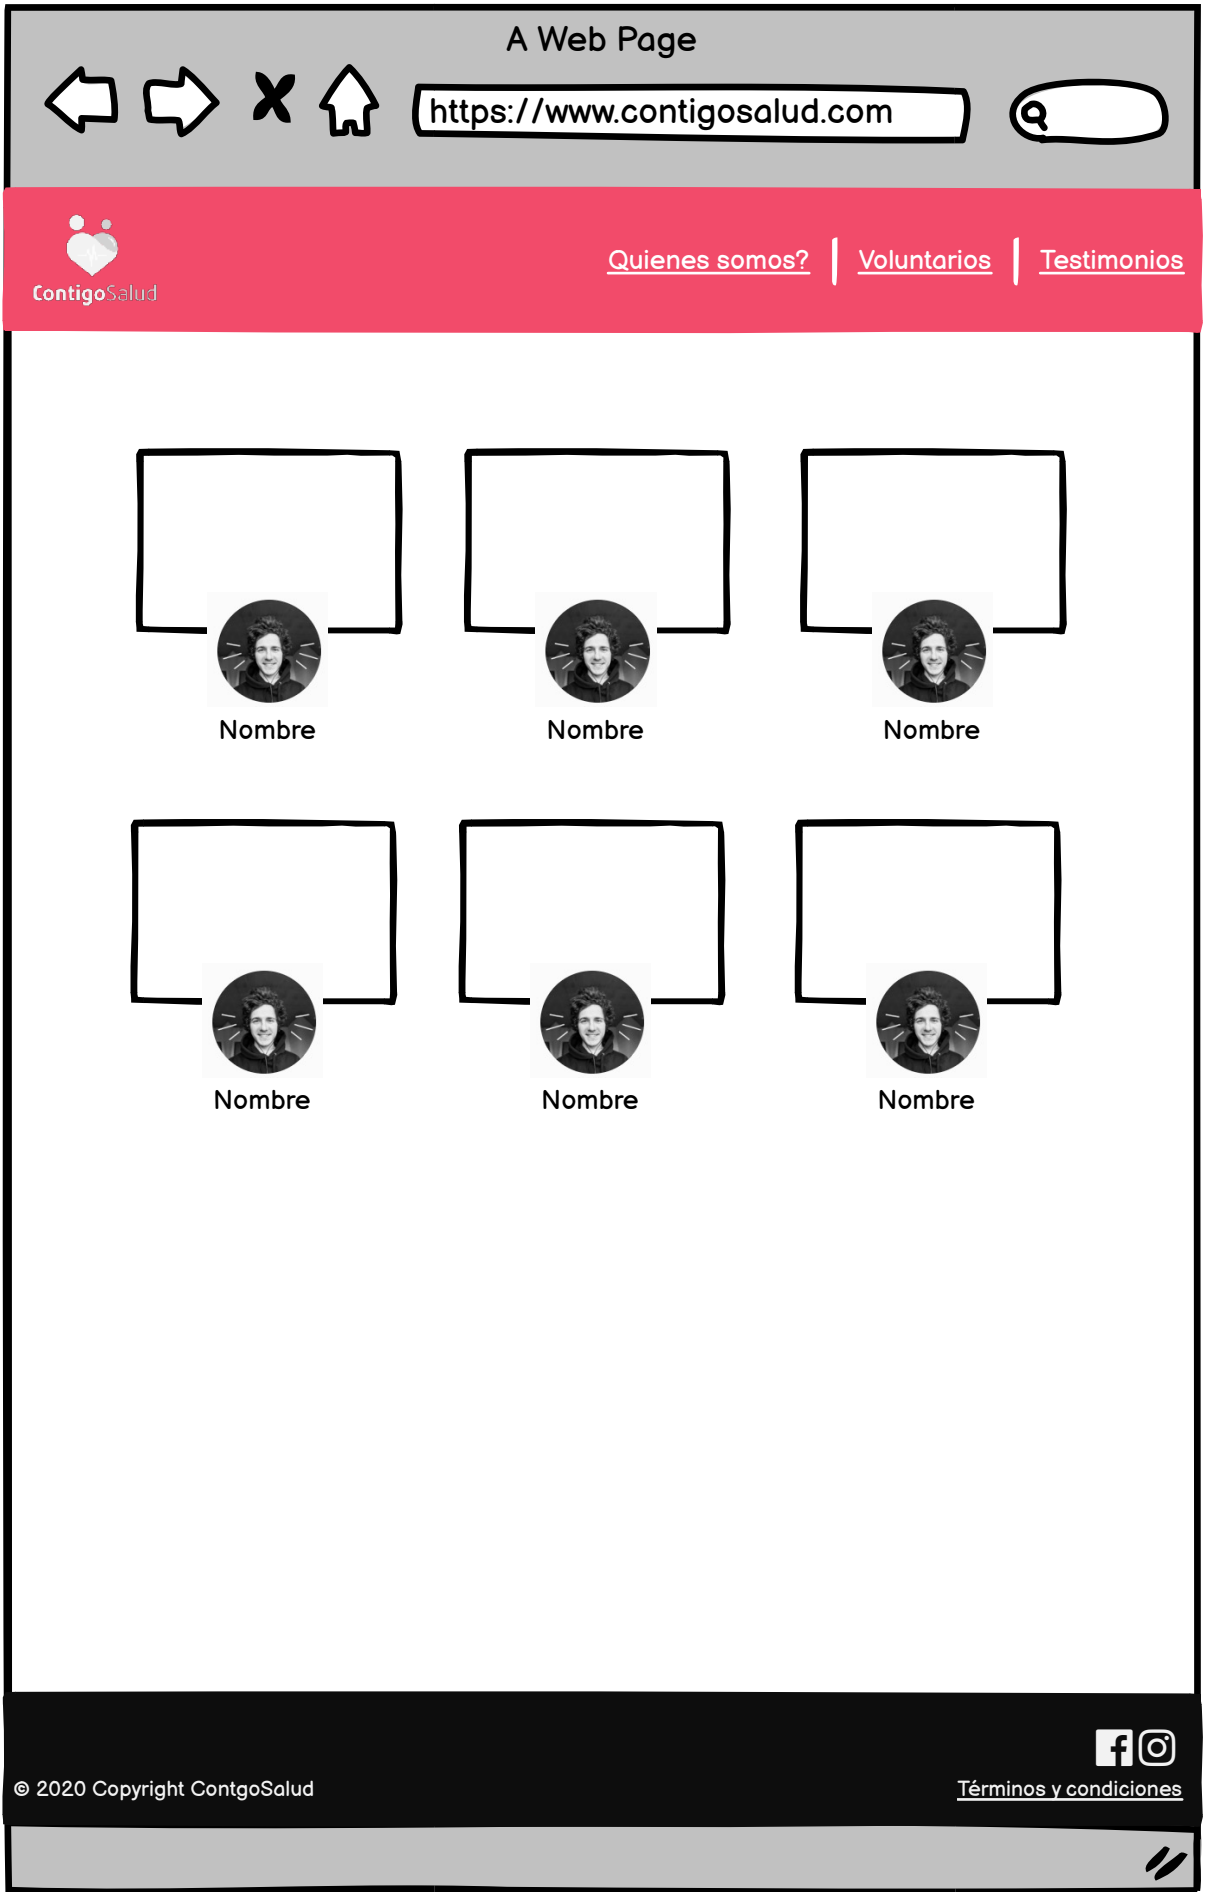 A Web Page
https://www.contigosalud.com
ContigoSalud
Quienes somos?
Voluntarios
Testimonios
Nombre
Nombre
Nombre
Nombre
Nombre
Nombre
© 2020 Copyright ContgoSalud
Términos y condiciones